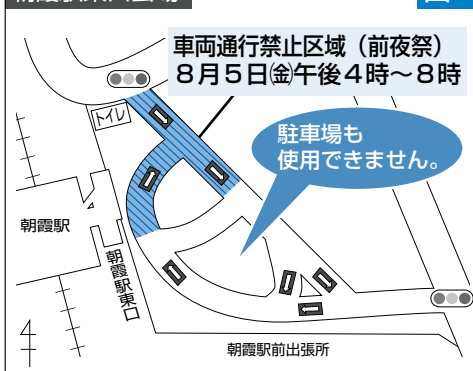 車両通行禁止区域（前夜祭）
8月5日㈮午後4時～8時
トイレ
駐車場も
使用できません。
朝霞駅
朝霞駅東口
朝霞駅前出張所